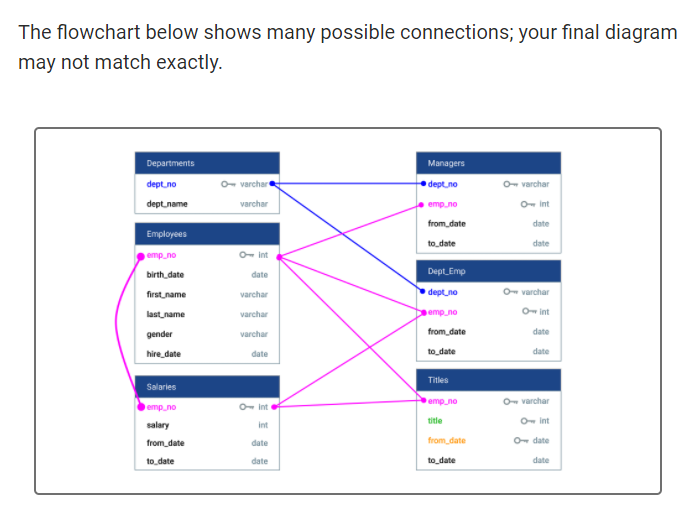 The flowchart below shows many possible connections; your final diagram
may not match exactly.
Departments
dept_no varchar
dept_name varchar
Employees
emp_no int
birth_date date
first_name varchar
last_name varchar
gender varchar
hire_date date
Salaries
emp_no int
salary int
from_date date
to_date date
Managers
dept_no varchar
emp_no int
from_date date
to_date date
Dept_Emp
dept_no varchar
emp_no int
from_date date
to_date date
Titles
emp_no varchar
title int
from_date date
to_date date